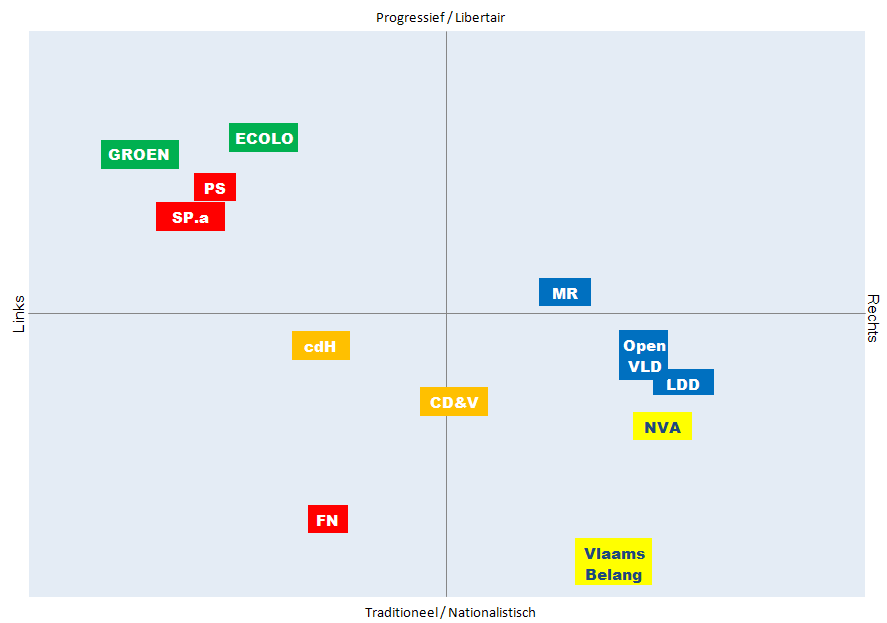 Progressief / Libertair
ECOLO
GROEN
PS
SP.a
MR
Links
Rechts
cdH
Open
VLD
LDD
CD&V
NVA
FN
Vlaams
Belang
Traditioneel / Nationalistisch